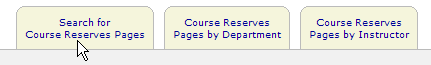 Search for
Course Reserves Pages
Course Reserves
Pages by Department
Course Reserves
Pages by Instructor